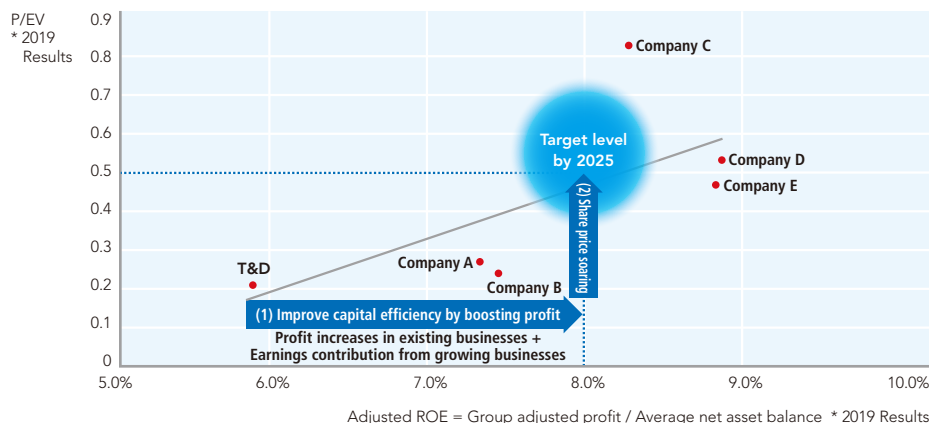 P/EV
* 2019
Results
0.9
0.8
0.7
0.6
0.5
0.4
0.3
0.2
0.1
0
Company C
Target level
by 2025
Company D
Company E
(2) Share price soaring
T&D
Company A
Company B
(1) Improve capital efficiency by boosting profit
Profit increases in existing businesses +
Earnings contribution from growing businesses
5.0%
6.0%
7.0%
8.0%
9.0%
10.0%
Adjusted ROE = Group adjusted profit / Average net asset balance * 2019 Results